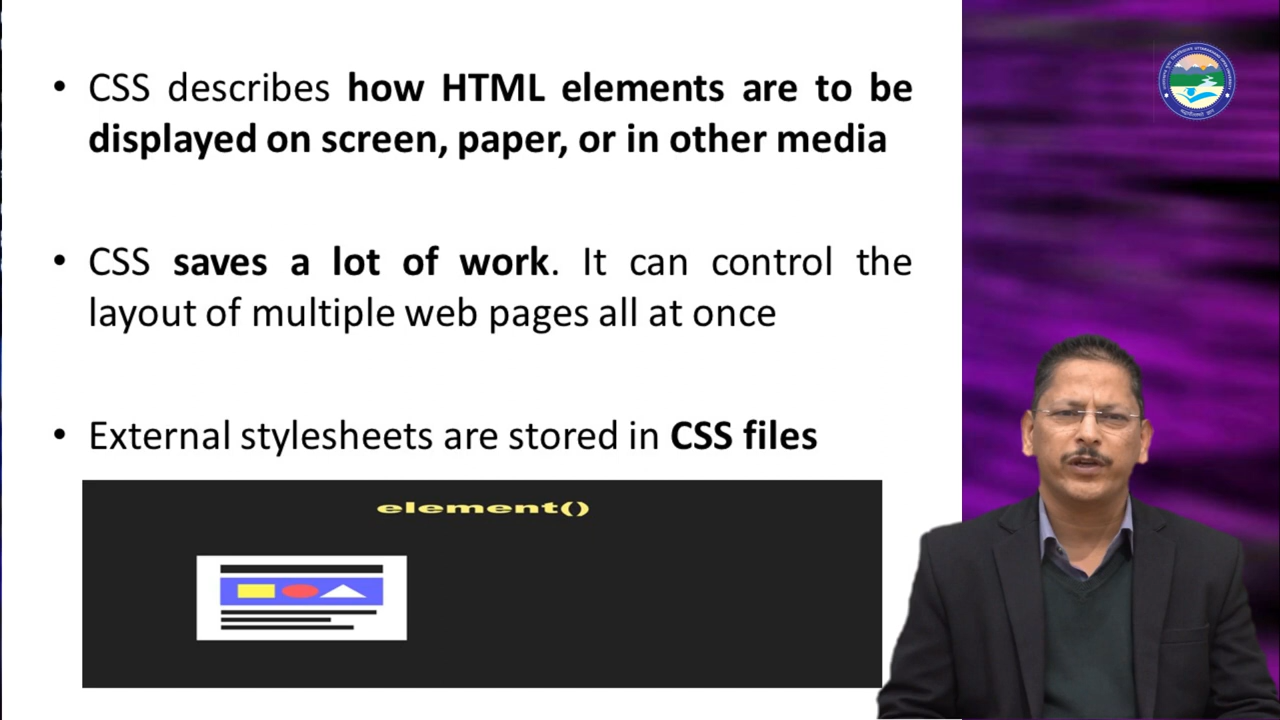 • CSS describes how HTML elements are to be
displayed on screen, paper, or in other media
• CSS saves a lot of work. It can control the
layout of multiple web pages all at once
• External stylesheets are stored in CSS files
element()